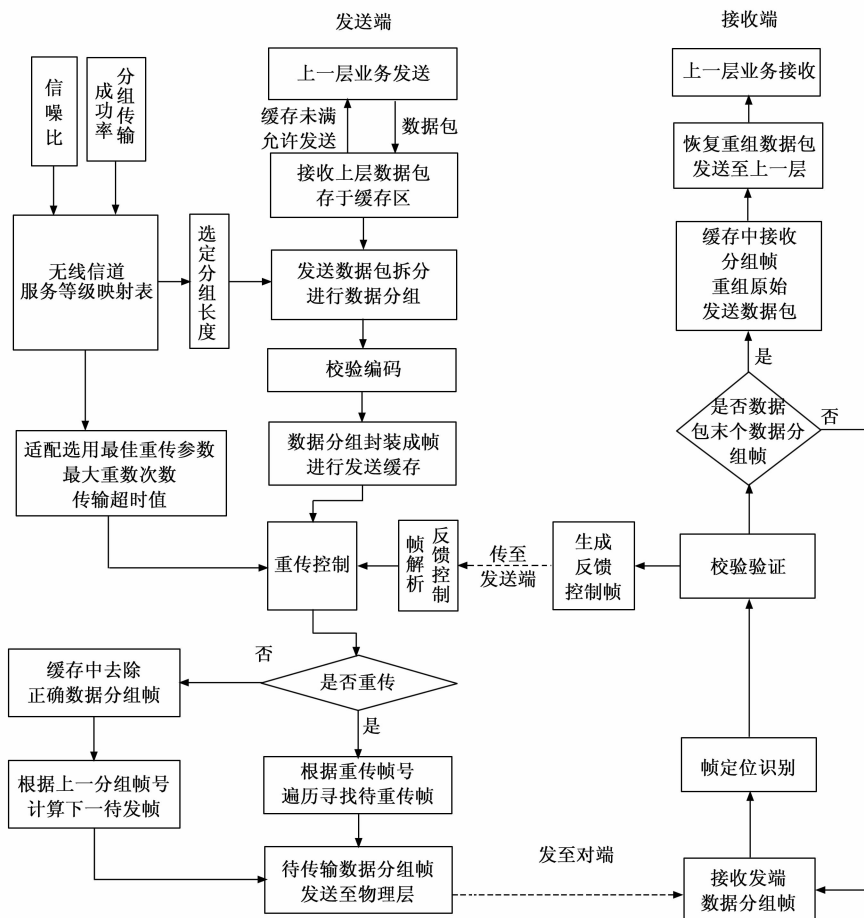 发送端
接收端
信噪比
分组传输
成功率
上一层业务发送
缓存未满
允许发送
数据包
接收上层数据包
存于缓存区
无线信道
服务等级映射表
选定分组长度
发送数据包拆分
进行数据分组
校验编码
数据分组封装成帧
进行发送缓存
适配选用最佳重传参数
最大重数次数
传输超时值
重传控制
反馈控制
帧解析
传至
发送端
生成
反馈
控制帧
是否重传
否
是
缓存中去除
正确数据分组帧
根据上一分组帧号
计算下一待发帧
根据重传帧号
遍历寻找待重传帧
待传输数据分组帧
发送至物理层
发至对端
上一层业务接收
恢复重组数据包
发送至上一层
缓存中接收
分组帧
重组原始
发送数据包
是
是否数据
包末个数据分
组帧
否
校验验证
帧定位识别
接收发端
数据分组帧